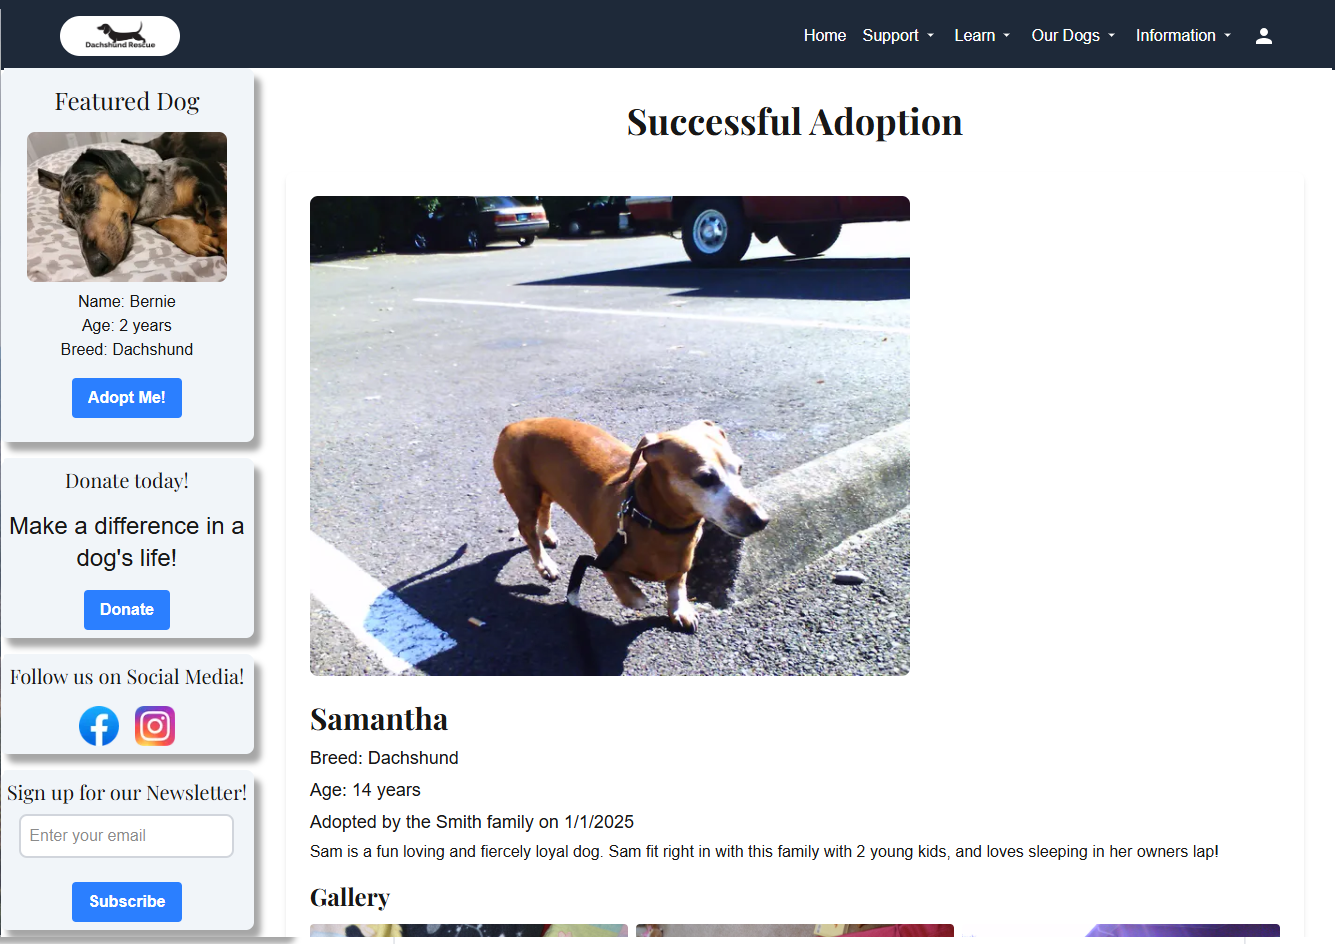 Dachshund Rescue
Home Support Learn Our Dogs Information
Featured Dog
Name: Bernie
Age: 2 years
Breed: Dachshund
Adopt Me!
Donate today!
Make a difference in a
dog's life!
Donate
Follow us on Social Media!
Sign up for our Newsletter!
Enter your email
Subscribe
Successful Adoption
Samantha
Breed: Dachshund
Age: 14 years
Adopted by the Smith family on 1/1/2025
Sam is a fun loving and fiercely loyal dog. Sam fit right in with this family with 2 young kids, and loves sleeping in her owners lap!
Gallery